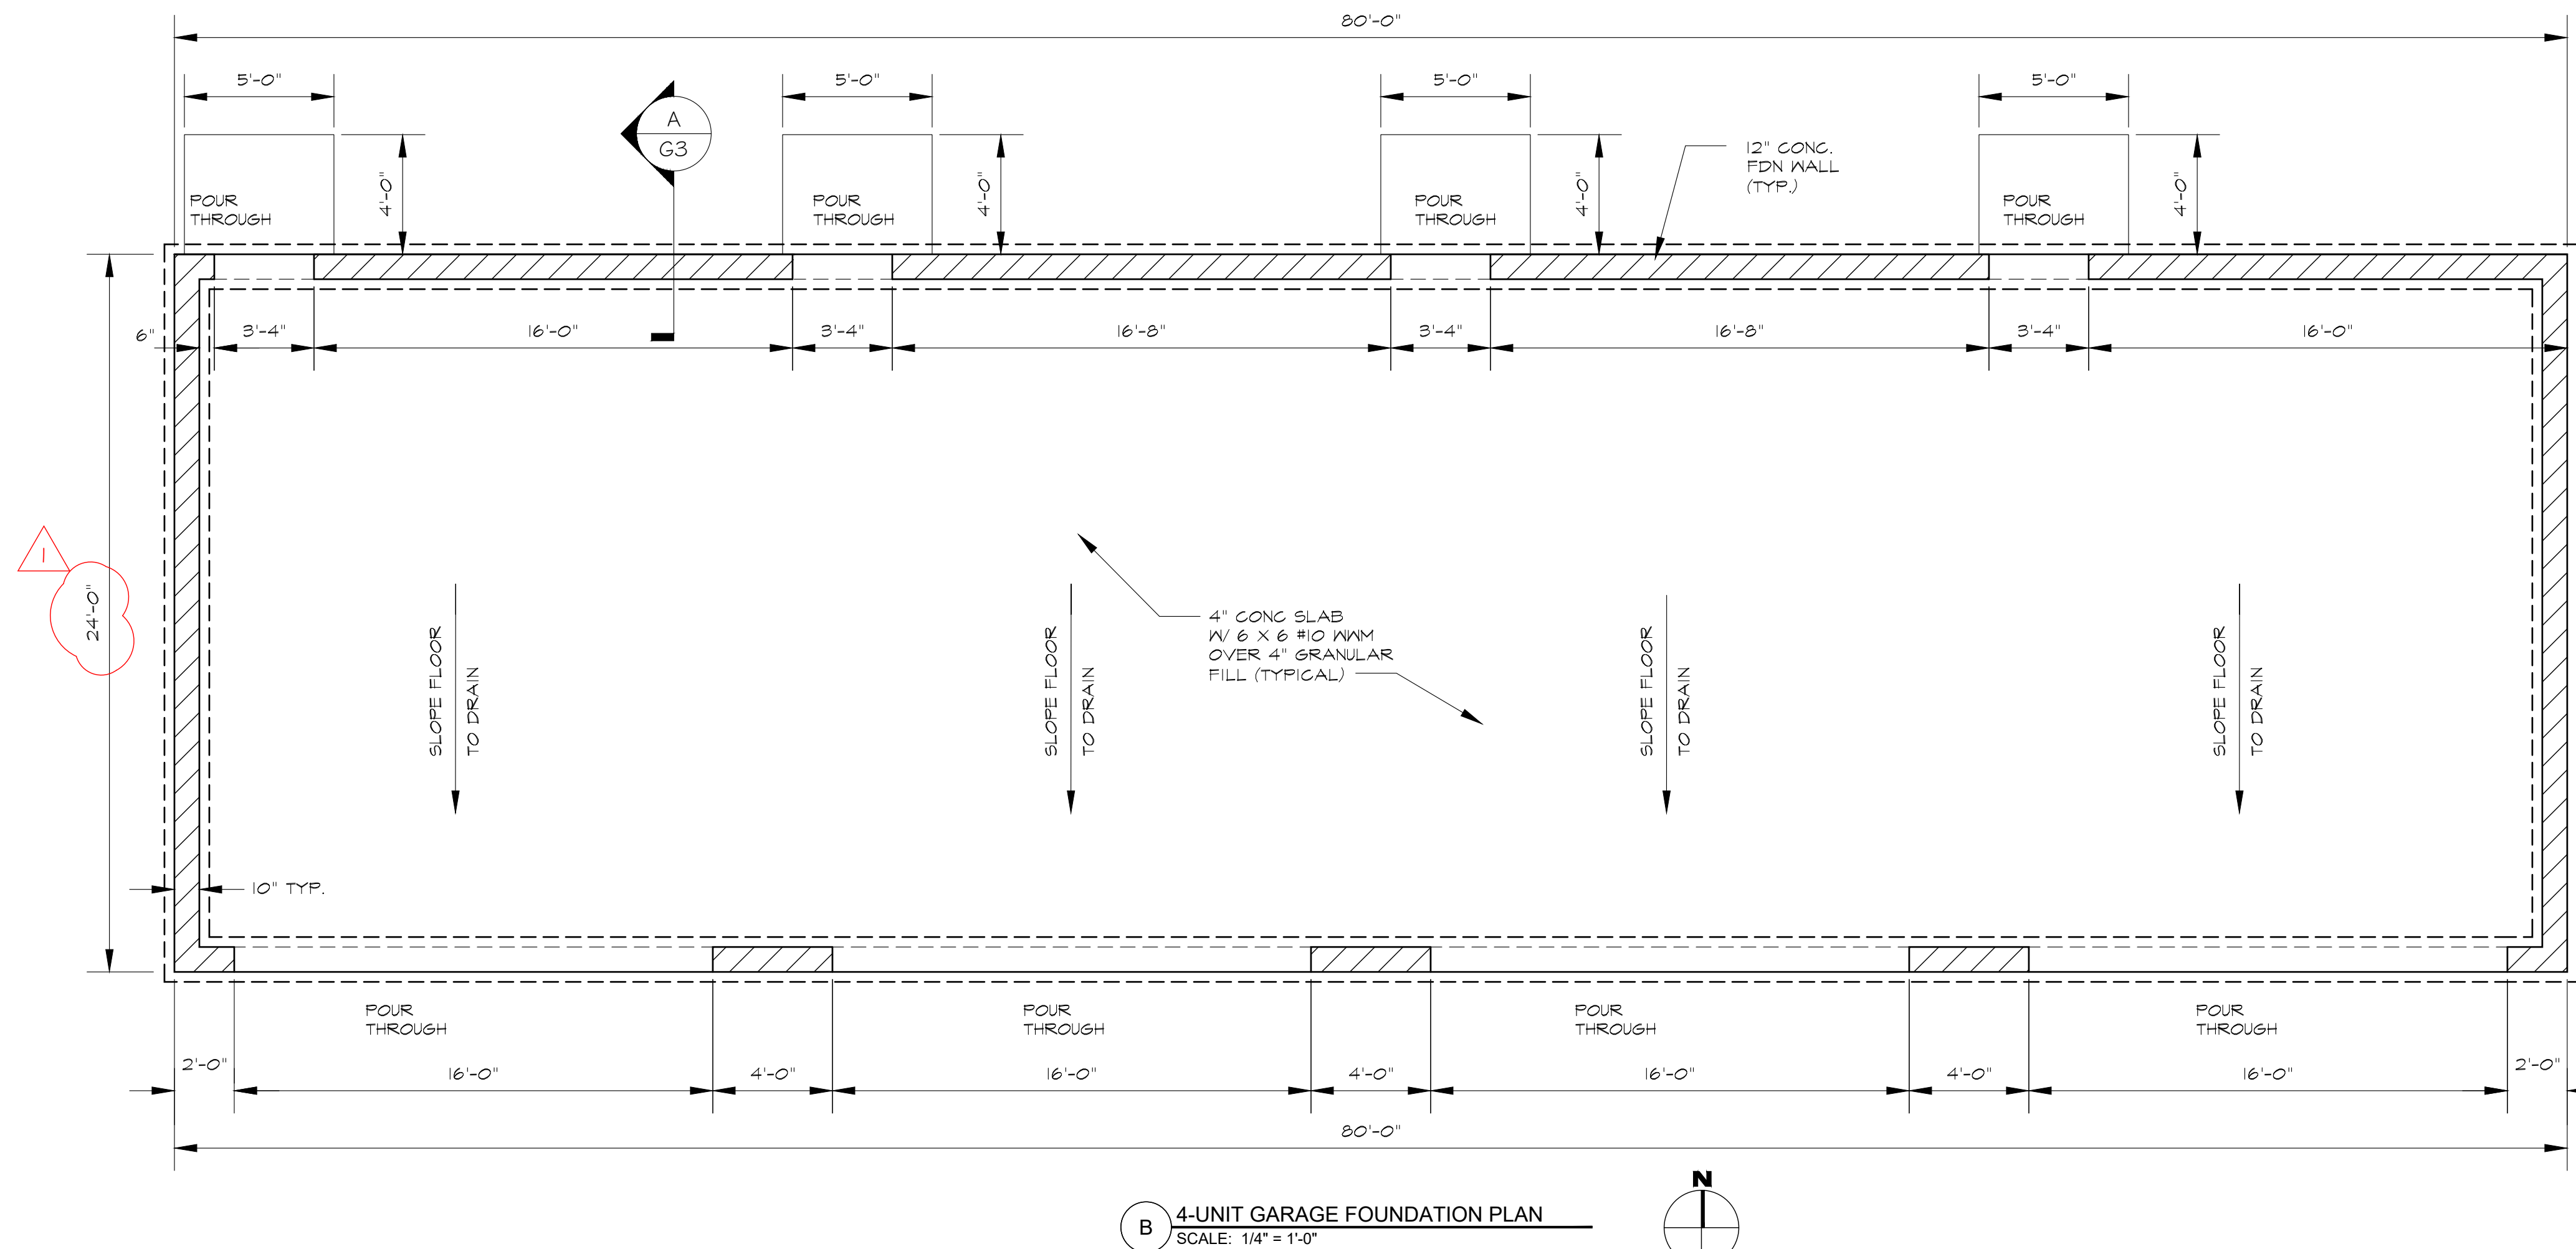 80'-0"
5'-0" 5'-0" 5'-0" 5'-0"
A
G3
12" CONC.
FDN WALL
(TYP.)
4'-0" 4'-0" 4'-0" 4'-0"
POUR
THROUGH
POUR
THROUGH
POUR
THROUGH
POUR
THROUGH
6" 3'-4" 16'-0" 3'-4" 16'-8" 3'-4" 16'-8" 3'-4" 16'-0"
1
24'-0"
4" CONC SLAB
W/ 6 X 6 #10 WWM
OVER 4" GRANULAR
FILL (TYPICAL)
SLOPE FLOOR
TO DRAIN
SLOPE FLOOR
TO DRAIN
SLOPE FLOOR
TO DRAIN
SLOPE FLOOR
TO DRAIN
10" TYP.
POUR
THROUGH
POUR
THROUGH
POUR
THROUGH
POUR
THROUGH
2'-0" 16'-0" 4'-0" 16'-0" 4'-0" 16'-0" 4'-0" 16'-0" 2'-0"
80'-0"
N
B
4-UNIT GARAGE FOUNDATION PLAN
SCALE: 1/4" = 1'-0"